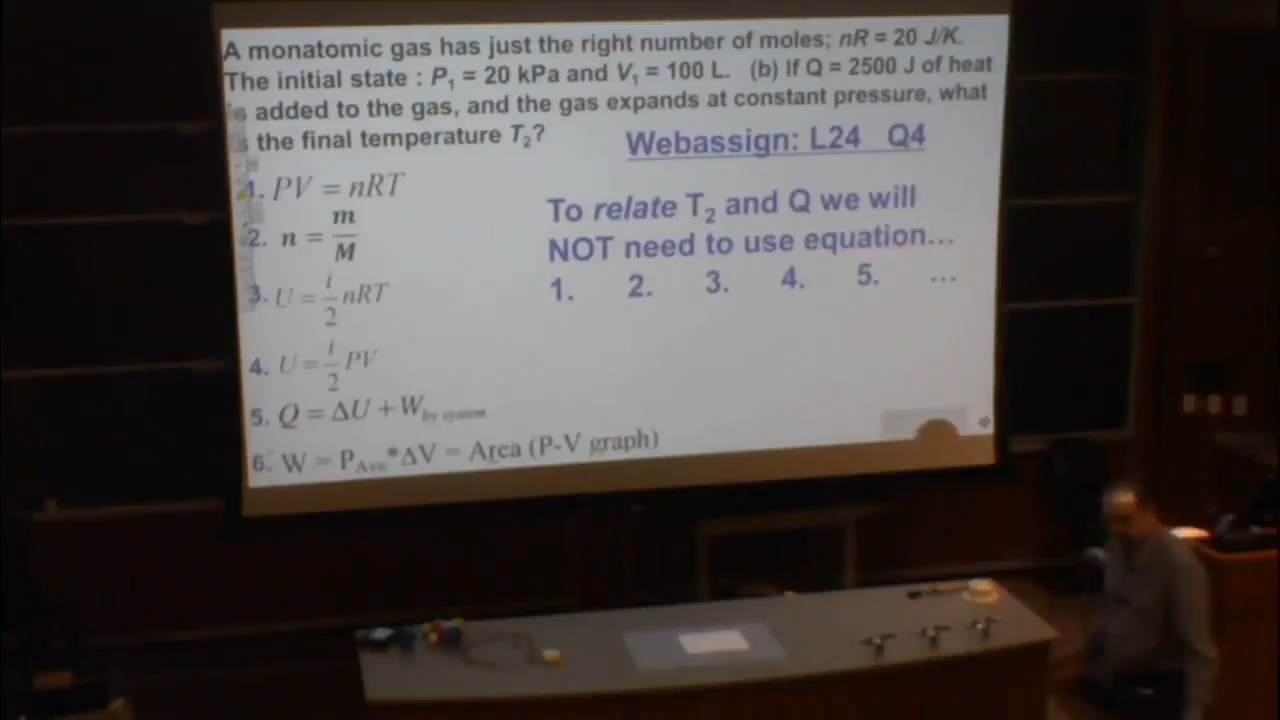 A monatomic gas has just the right number of moles; nR = 20 J/K.
The initial state : P₁ = 20 kPa and V₁ = 100 L. (b) If Q = 2500 J of heat
is added to the gas, and the gas expands at constant pressure, what
is the final temperature T₂?
Webassign: L24 Q4
1. PV = nRT
2. n = m/M
3. U = i/2 nRT
4. U = i/2 PV
5. Q = ΔU + W by system
6. W = P Ave * ΔV = Area (P-V graph)
To relate T₂ and Q we will
NOT need to use equation...
1. 2. 3. 4. 5. ...